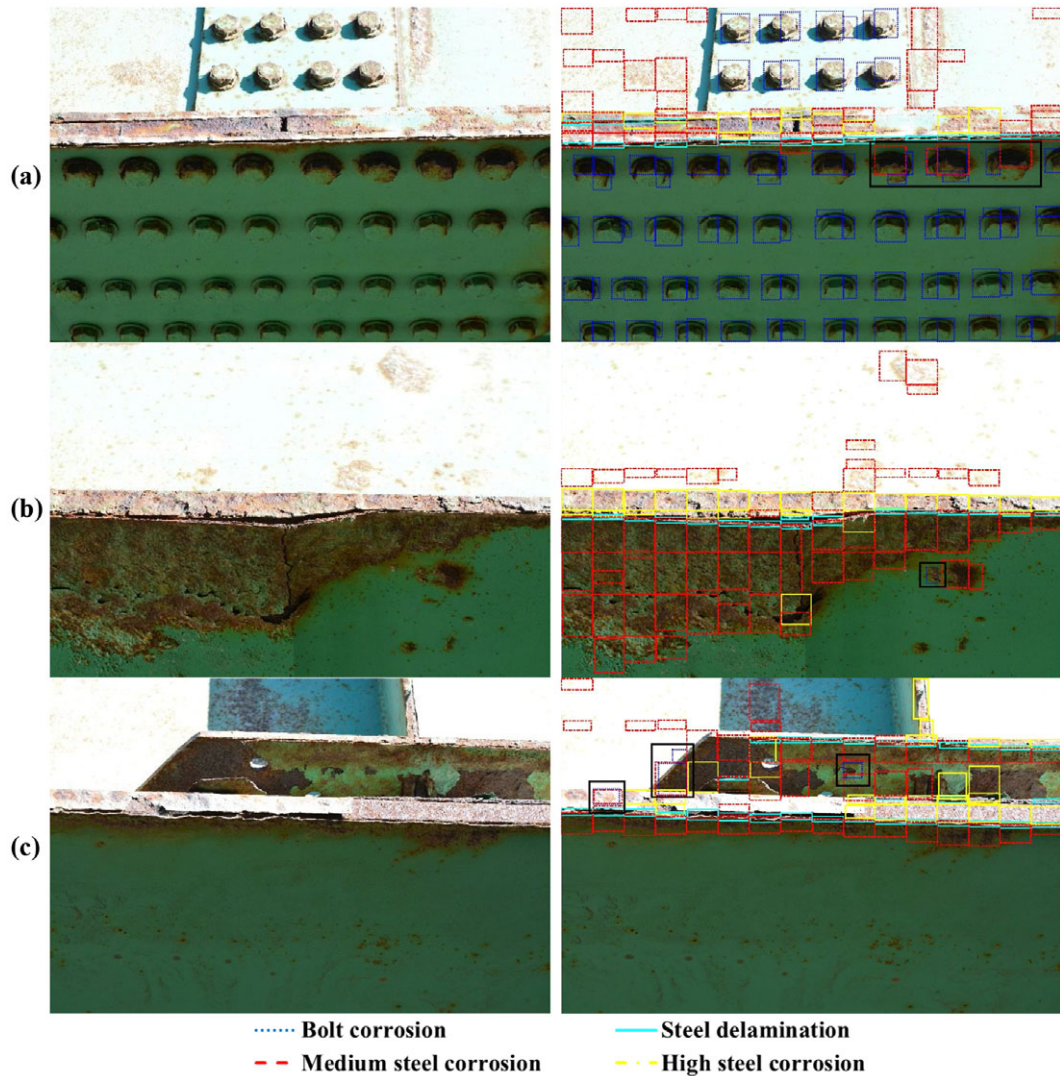 (a)
(b)
(c)
Bolt corrosion
Steel delamination
Medium steel corrosion
High steel corrosion